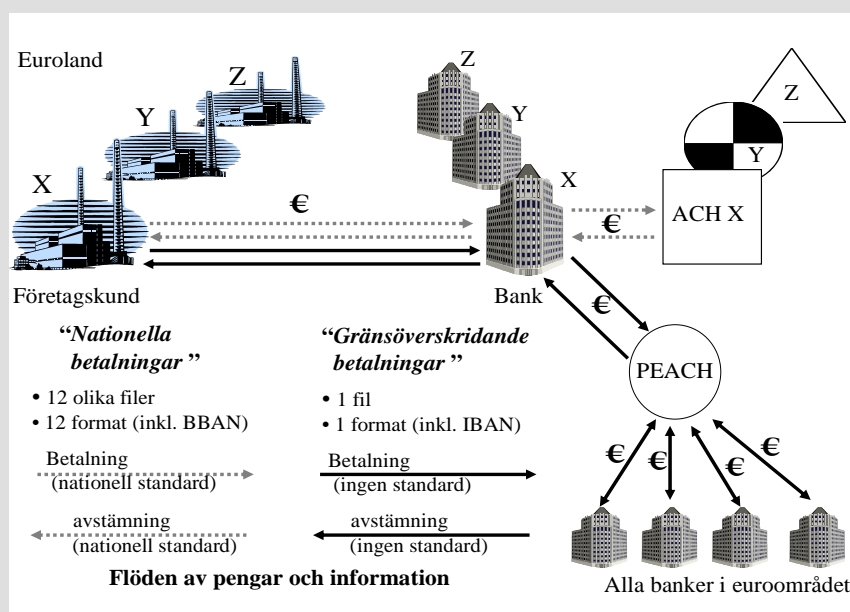 Euroland
Z
Y
X
Z
Y
X
Z
Y
ACH X
€
€
Företagskund
Bank
€
“Nationella
betalningar ”
“Gränsöverskridande
betalningar ”
PEACH
• 12 olika filer
• 12 format (inkl. BBAN)
• 1 fil
• 1 format (inkl. IBAN)
€
€
€
€
Betalning
(nationell standard)
Betalning
(ingen standard)
avstämning
(nationell standard)
avstämning
(ingen standard)
Flöden av pengar och information
Alla banker i euroområdet